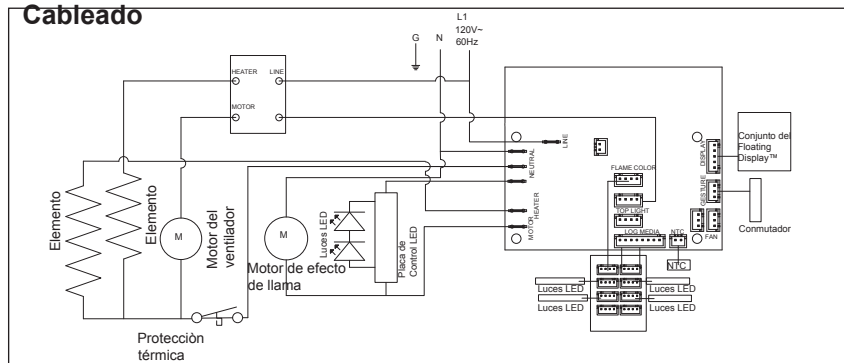 Cableado
L1
120V~
60Hz
G
N
HEATER
LINE
MOTOR
LINE
NEUTRAL
HEATER
MOTOR
FLAME COLOR
TOP LIGHT
LOG MEDIA
NTC
NTC
DISPLAY
GESTURE
FAN
Conjunto del
Floating
Display™
Conmutador
Elemento
Elemento
M
Motor del
ventilador
M
Motor de efecto
de llama
Luces LED
Placa de
Control LED
Luces LED
Luces LED
Luces LED
Luces LED
Protecciòn
térmica